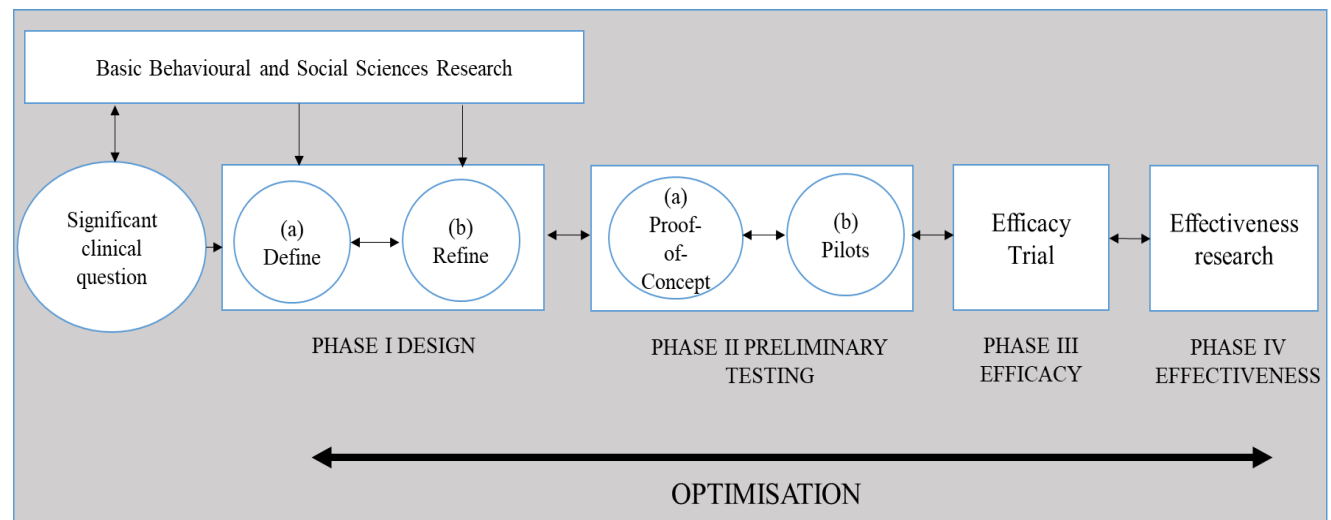 Basic Behavioural and Social Sciences Research
Significant
clinical
question
(a)
Define
(b)
Refine
(a)
Proof-
of-
Concept
(b)
Pilots
Efficacy
Trial
Effectiveness
research
PHASE I DESIGN
PHASE II PRELIMINARY
TESTING
PHASE III
EFFICACY
PHASE IV
EFFECTIVENESS
OPTIMISATION